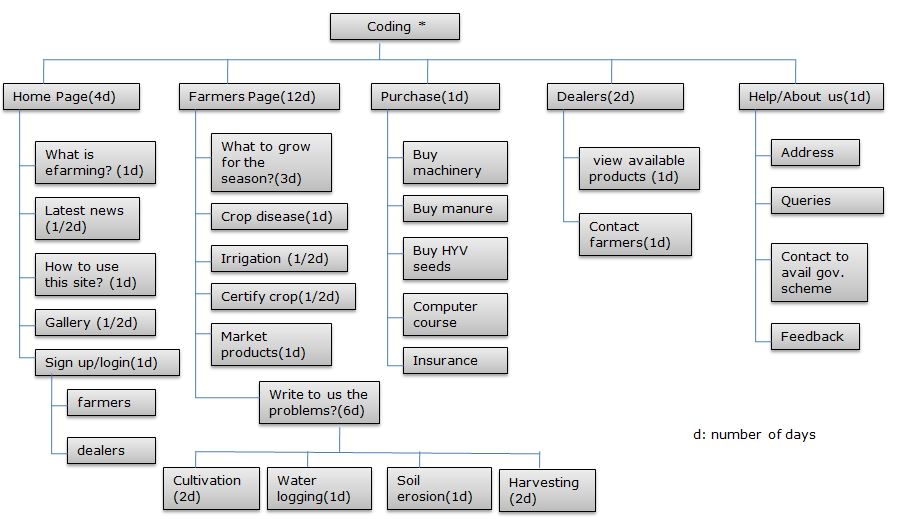 Coding *
Home Page(4d)
Farmers Page(12d)
Purchase(1d)
Dealers(2d)
Help/About us(1d)
What is
efarming? (1d)
Latest news
(1/2d)
How to use
this site? (1d)
Gallery (1/2d)
Sign up/login(1d)
farmers
dealers
What to grow
for the
season?(3d)
Crop disease(1d)
Irrigation (1/2d)
Certify crop(1/2d)
Market
products(1d)
Write to us the
problems?(6d)
Cultivation
(2d)
Water
logging(1d)
Soil
erosion(1d)
Harvesting
(2d)
Buy
machinery
Buy manure
Buy HYV
seeds
Computer
course
Insurance
view available
products (1d)
Contact
farmers(1d)
Address
Queries
Contact to
avail gov.
scheme
Feedback
d: number of days